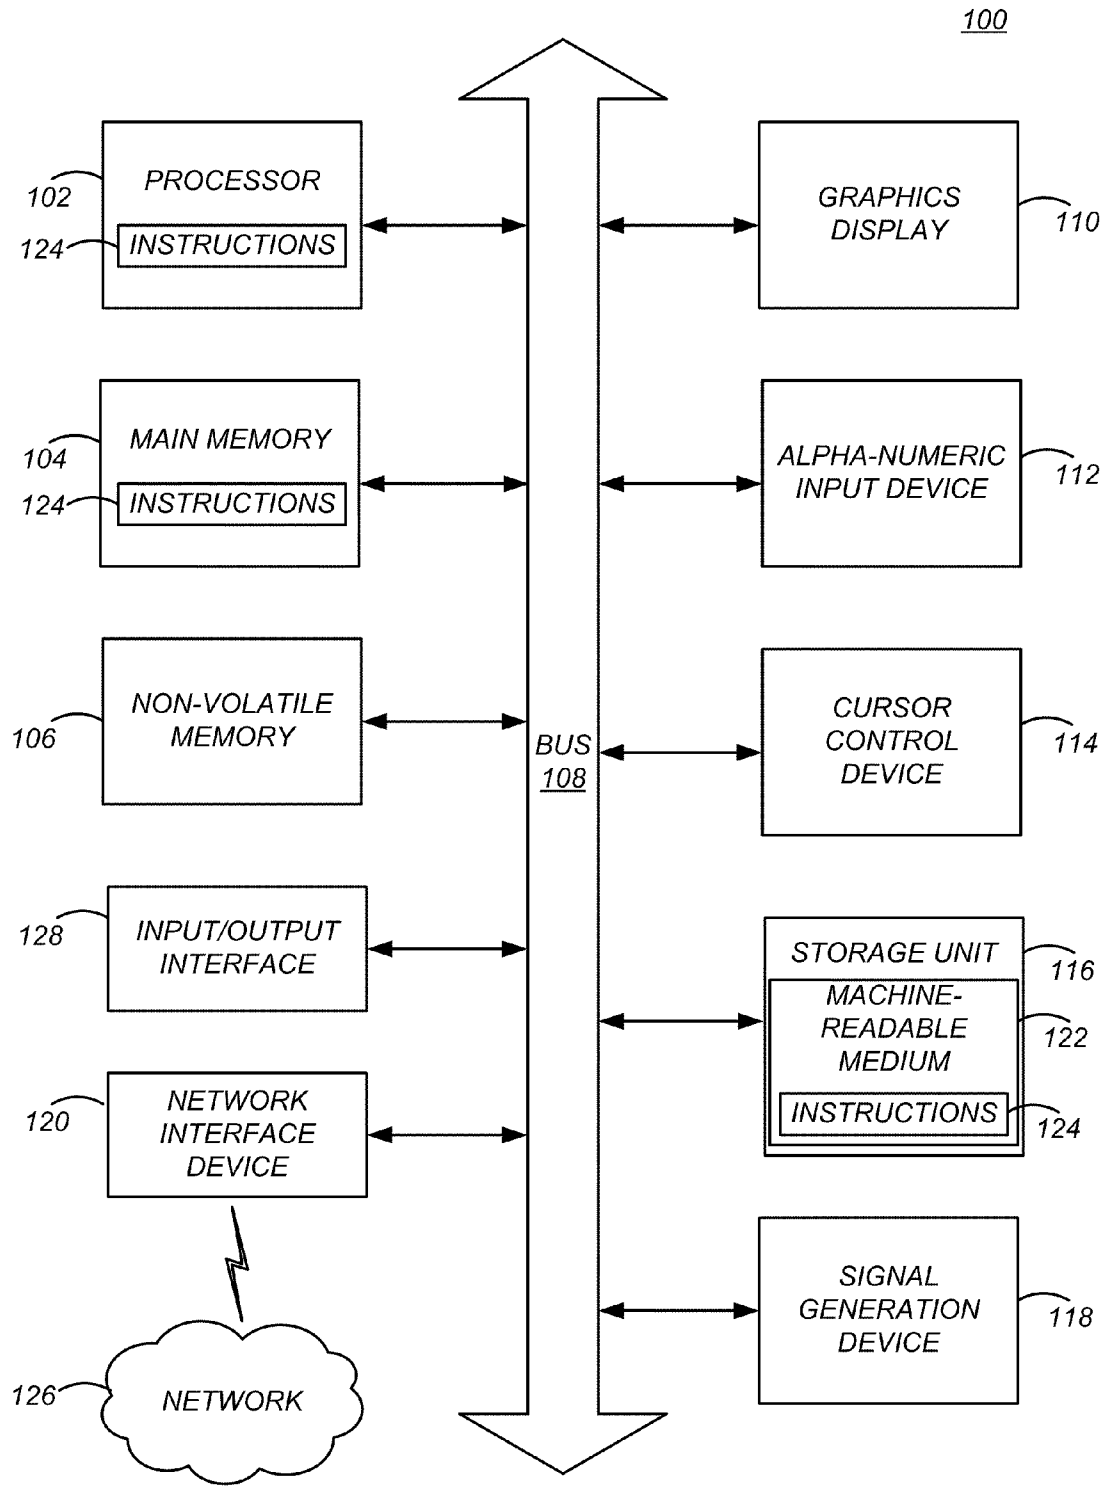 100
PROCESSOR
102
124
INSTRUCTIONS
MAIN MEMORY
104
124
INSTRUCTIONS
NON-VOLATILE
MEMORY
106
INPUT/OUTPUT
INTERFACE
128
NETWORK
INTERFACE
DEVICE
120
NETWORK
126
BUS
108
GRAPHICS
DISPLAY
110
ALPHA-NUMERIC
INPUT DEVICE
112
CURSOR
CONTROL
DEVICE
114
STORAGE UNIT
116
MACHINE-
READABLE
MEDIUM
122
INSTRUCTIONS
124
SIGNAL
GENERATION
DEVICE
118